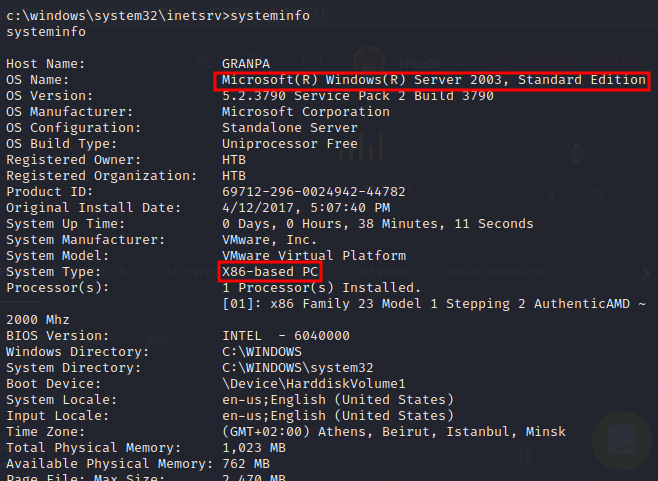 c:\windows\system32\inetsrv>systeminfo
systeminfo
Host Name: GRANPA
OS Name: Microsoft(R) Windows(R) Server 2003, Standard Edition
OS Version: 5.2.3790 Service Pack 2 Build 3790
OS Manufacturer: Microsoft Corporation
OS Configuration: Standalone Server
OS Build Type: Uniprocessor Free
Registered Owner: HTB
Registered Organization: HTB
Product ID: 69712-296-0024942-44782
Original Install Date: 4/12/2017, 5:07:40 PM
System Up Time: 0 Days, 0 Hours, 38 Minutes, 11 Seconds
System Manufacturer: VMware, Inc.
System Model: VMware Virtual Platform
System Type: X86-based PC
Processor(s): 1 Processor(s) Installed.
[01]: x86 Family 23 Model 1 Stepping 2 AuthenticAMD ~
2000 Mhz
BIOS Version: INTEL - 6040000
Windows Directory: C:\WINDOWS
System Directory: C:\WINDOWS\system32
Boot Device: \Device\HarddiskVolume1
System Locale: en-us;English (United States)
Input Locale: en-us;English (United States)
Time Zone: (GMT+02:00) Athens, Beirut, Istanbul, Minsk
Total Physical Memory: 1,023 MB
Available Physical Memory: 762 MB
Page File: Max Size: 2,470 MB